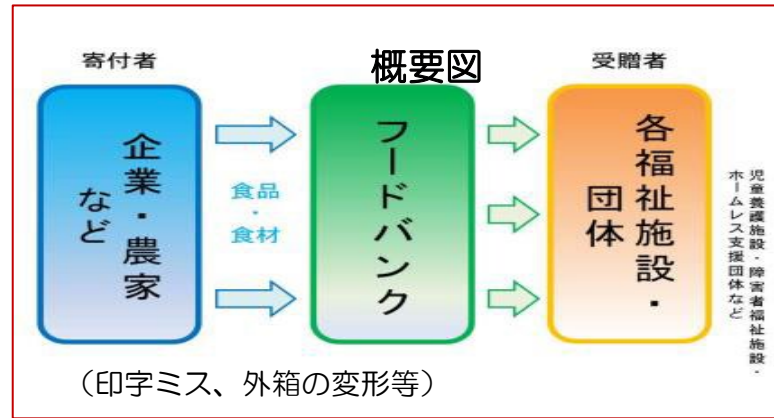 概要図
寄付者
受贈者
企業・農家
など
食品
・
食材
フードバンク
各福祉施設・
団体
児童養護施設・障害者福祉施設・
ホームレス支援団体など
（印字ミス、外箱の変形等）